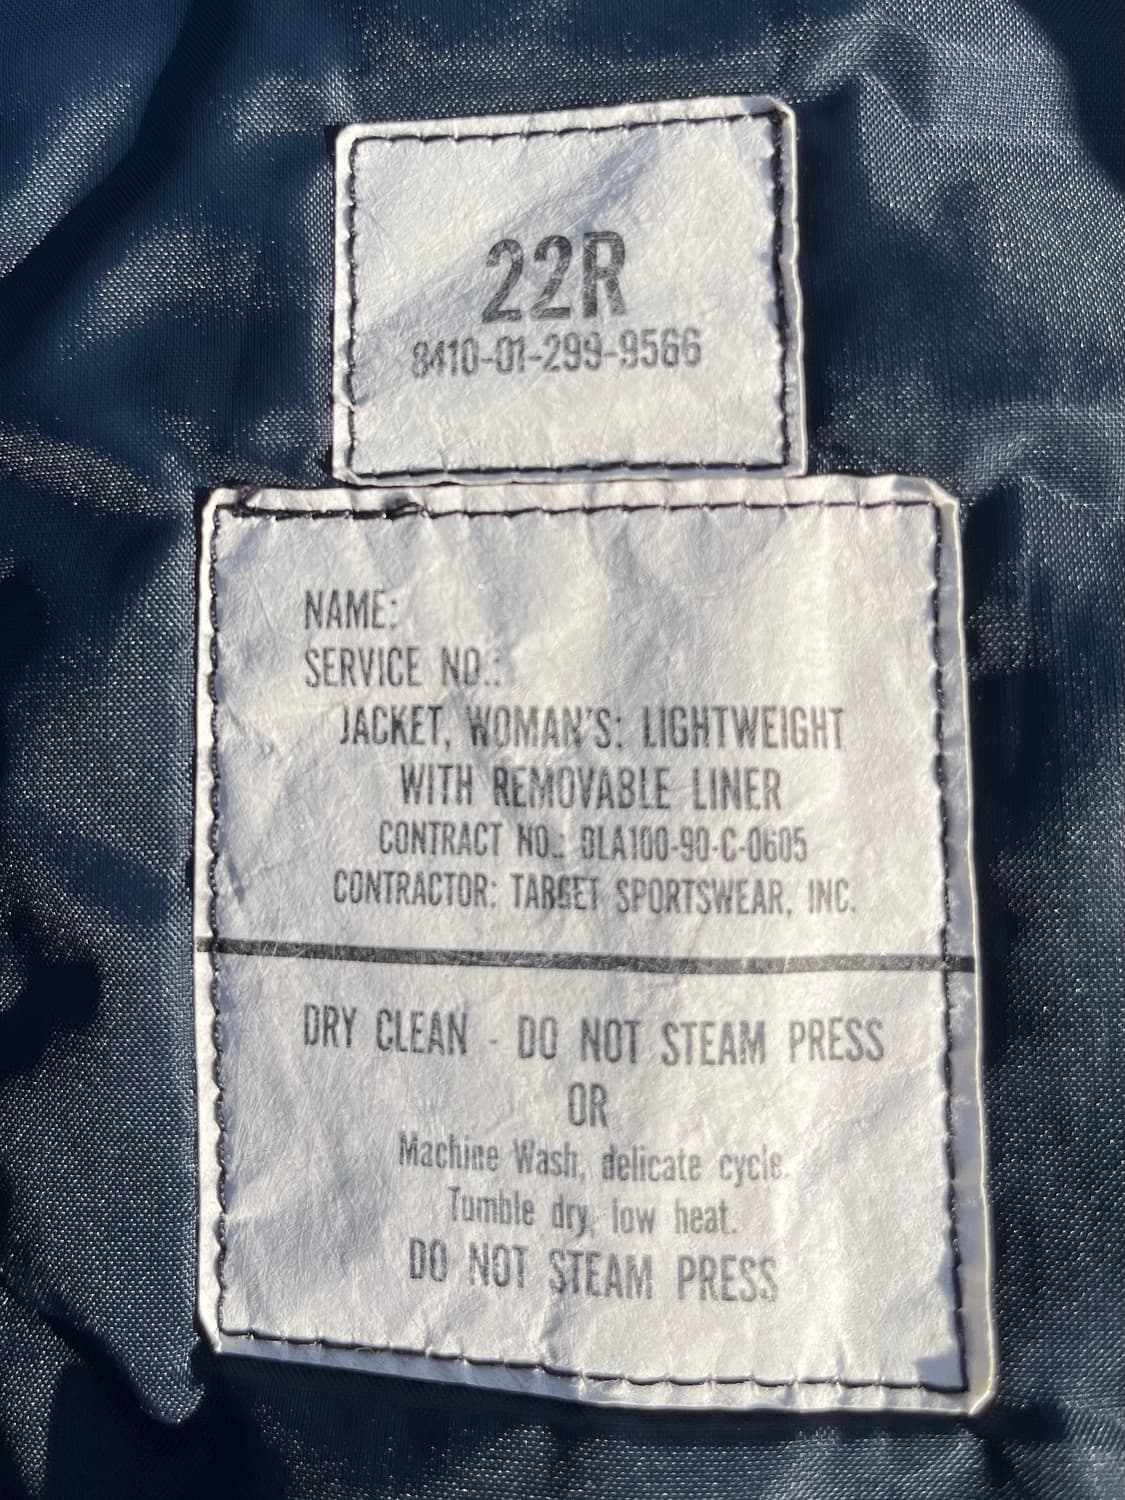 22R
8410-01-299-9566
NAME:
SERVICE NO.:
JACKET, WOMAN'S: LIGHTWEIGHT
WITH REMOVABLE LINER
CONTRACT NO.: DLA100-90-C-0605
CONTRACTOR: TARGET SPORTSWEAR, INC.
DRY CLEAN - DO NOT STEAM PRESS
OR
Machine Wash, delicate cycle.
Tumble dry, low heat.
DO NOT STEAM PRESS